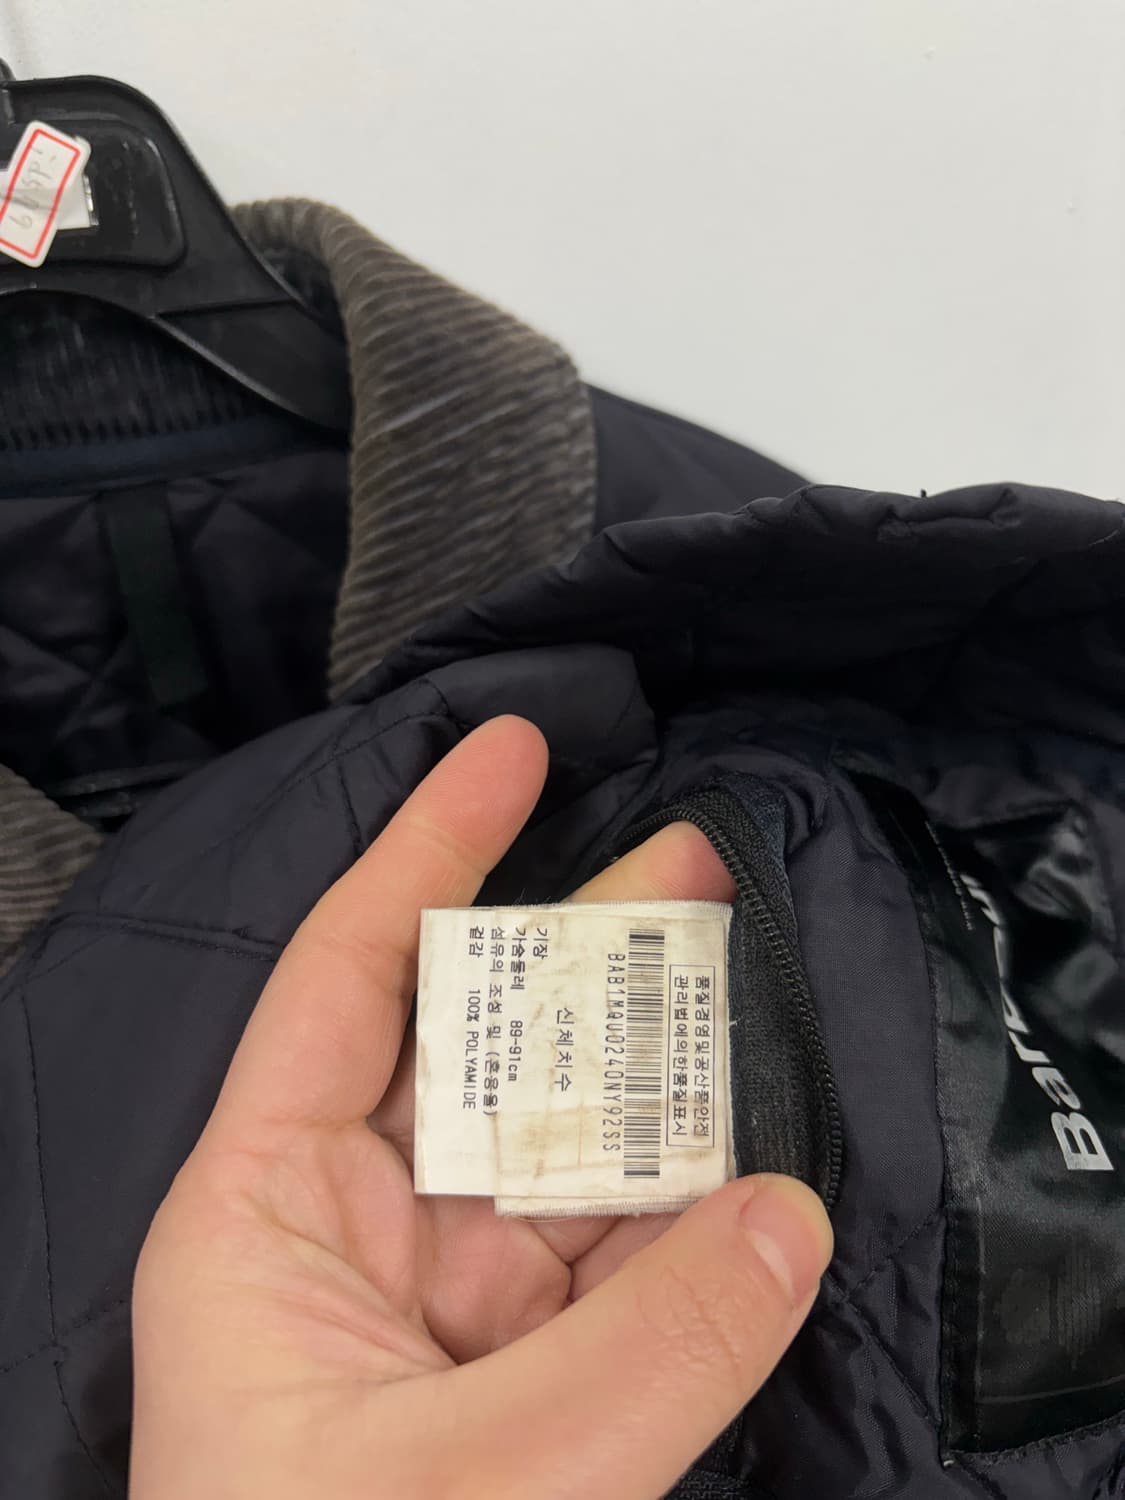 품질경영및공산품안전
관리법에의한품질표시
BAB1MQU0240NY92SS
신체치수
기장
가슴둘레 89-91cm
섬유의 조성 및 (혼용율)
겉감 100% POLYAMIDE
Barbour